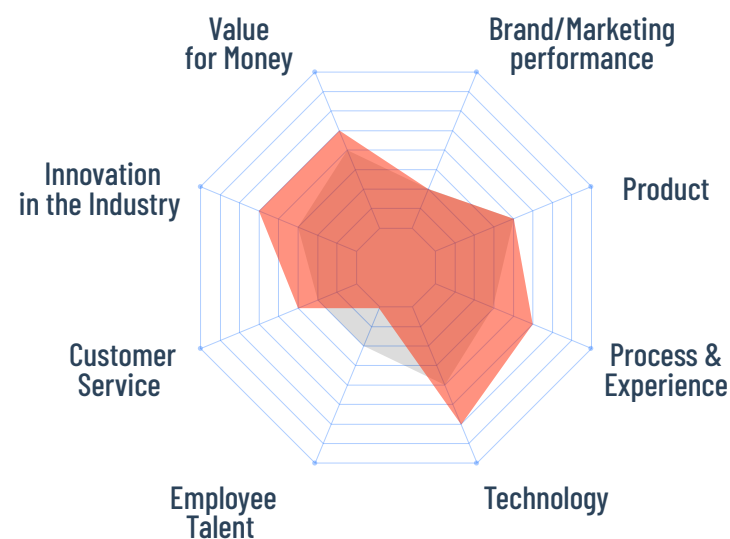 Value
for Money
Brand/Marketing
performance
Innovation
in the Industry
Product
Customer
Service
Process &
Experience
Employee
Talent
Technology